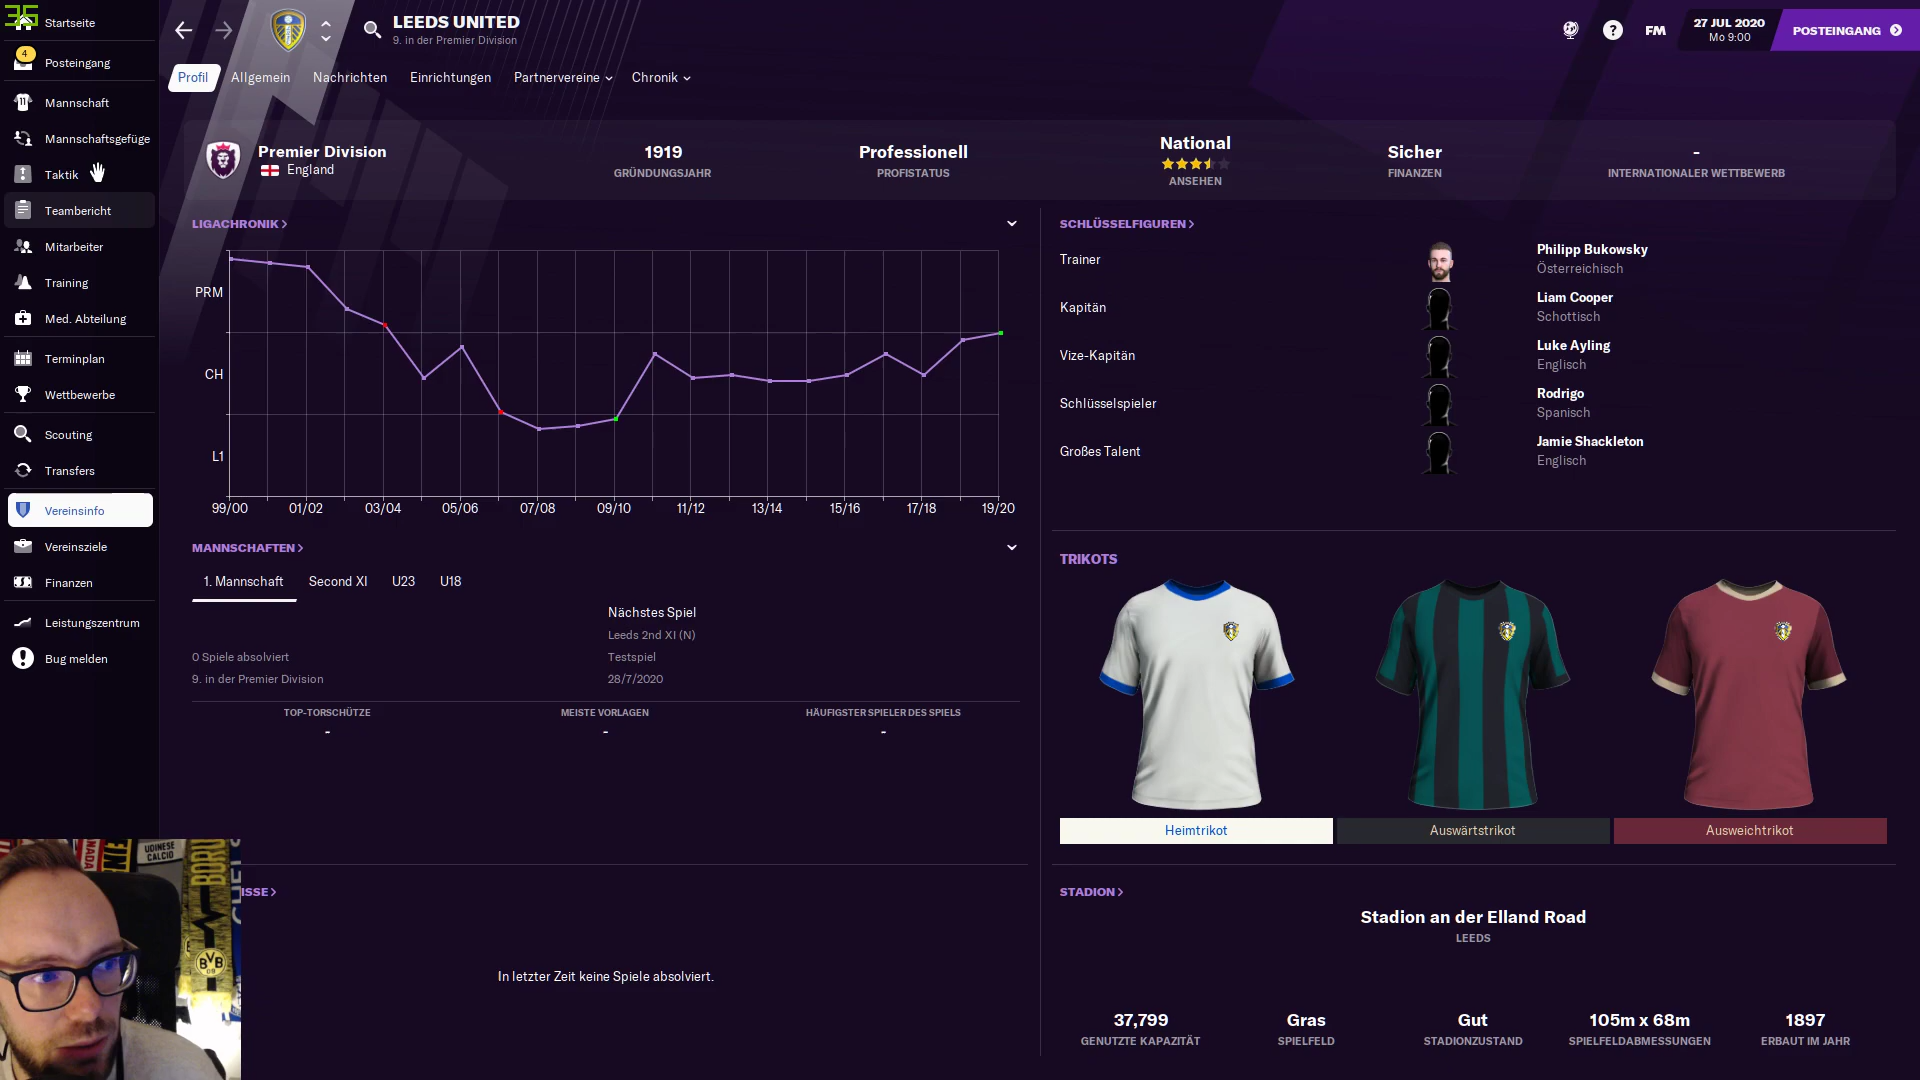 Startseite
4
Posteingang
Mannschaft
Mannschaftsgefüge
Taktik
Teambericht
Mitarbeiter
Training
Med. Abteilung
Terminplan
Wettbewerbe
Scouting
Transfers
Vereinsinfo
Vereinsziele
Finanzen
Leistungszentrum
Bug melden
LEEDS UNITED
9. in der Premier Division
?
FM
27 JUL 2020
Mo 9:00
POSTEINGANG
Profil Allgemein Nachrichten Einrichtungen Partnervereine Chronik
Premier Division
England
1919
GRÜNDUNGSJAHR
Professionell
PROFISTATUS
National
ANSEHEN
Sicher
FINANZEN
-
INTERNATIONALER WETTBEWERB
LIGACHRONIK
PRM
CH
L1
99/00 01/02 03/04 05/06 07/08 09/10 11/12 13/14 15/16 17/18 19/20
MANNSCHAFTEN
1. Mannschaft Second XI U23 U18
Nächstes Spiel
Leeds 2nd XI (N)
0 Spiele absolviert Testspiel
9. in der Premier Division 28/7/2020
TOP-TORSCHÜTZE MEISTE VORLAGEN HÄUFIGSTER SPIELER DES SPIELS
- - -
ISSE
In letzter Zeit keine Spiele absolviert.
SCHLÜSSELFIGUREN
Trainer Philipp Bukowsky
Österreichisch
Kapitän Liam Cooper
Schottisch
Vize-Kapitän Luke Ayling
Englisch
Schlüsselspieler Rodrigo
Spanisch
Großes Talent Jamie Shackleton
Englisch
TRIKOTS
Heimtrikot Auswärtstrikot Ausweichtrikot
STADION
Stadion an der Elland Road
LEEDS
37,799
GENUTZTE KAPAZITÄT
Gras
SPIELFELD
Gut
STADIONZUSTAND
105m x 68m
SPIELFELDABMESSUNGEN
1897
ERBAUT IM JAHR
UDINESE
CALCIO
NADA
BORU
BVB
09